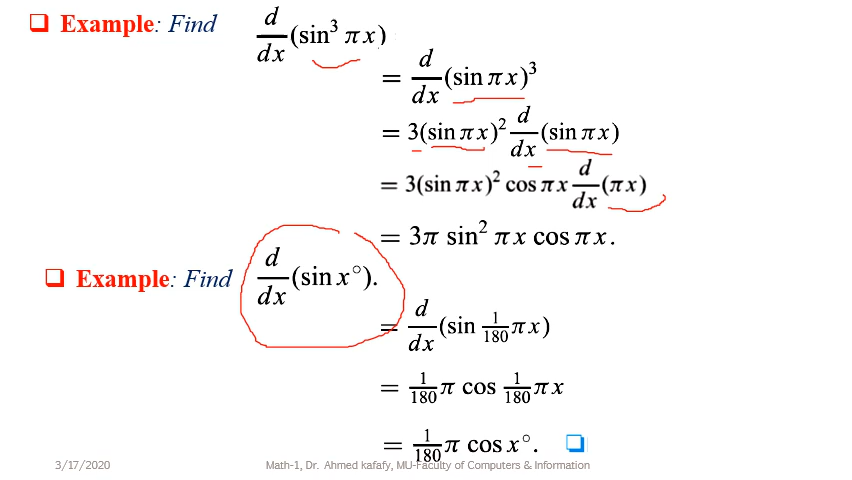 ❑ Example: Find d/dx (sin³ πx)
= d/dx (sin πx)³
= 3(sin πx)² d/dx (sin πx)
= 3(sin πx)² cos πx d/dx (πx)
= 3π sin² πx cos πx.
❑ Example: Find d/dx (sin x°).
= d/dx (sin 1/180 πx)
= 1/180 π cos 1/180 πx
= 1/180 π cos x°. ❑
3/17/2020 Math-1, Dr. Ahmed kafafy, MU-Faculty of Computers & Information